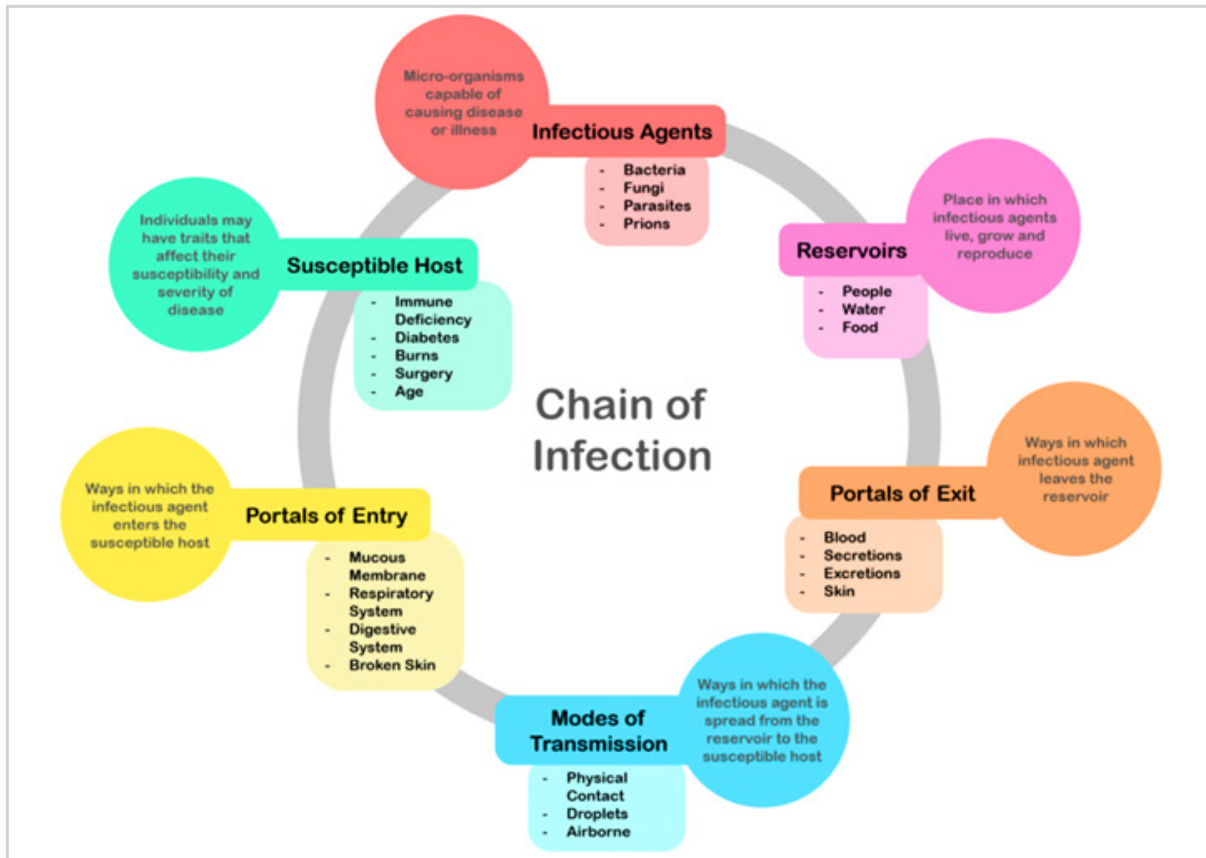 Micro-organisms
capable of
causing disease
or illness
Infectious Agents
- Bacteria
- Fungi
- Parasites
- Prions
Place in which
infectious agents
live, grow and
reproduce
Reservoirs
- People
- Water
- Food
Ways in which
infectious agent
leaves the
reservoir
Portals of Exit
- Blood
- Secretions
- Excretions
- Skin
Ways in which the
infectious agent is
spread from the
reservoir to the
susceptible host
Modes of
Transmission
- Physical
Contact
- Droplets
- Airborne
Ways in which the
infectious agent
enters the
susceptible host
Portals of Entry
- Mucous
Membrane
- Respiratory
System
- Digestive
System
- Broken Skin
Individuals may
have traits that
affect their
susceptibility and
severity of
disease
Susceptible Host
- Immune
Deficiency
- Diabetes
- Burns
- Surgery
- Age
Chain of
Infection